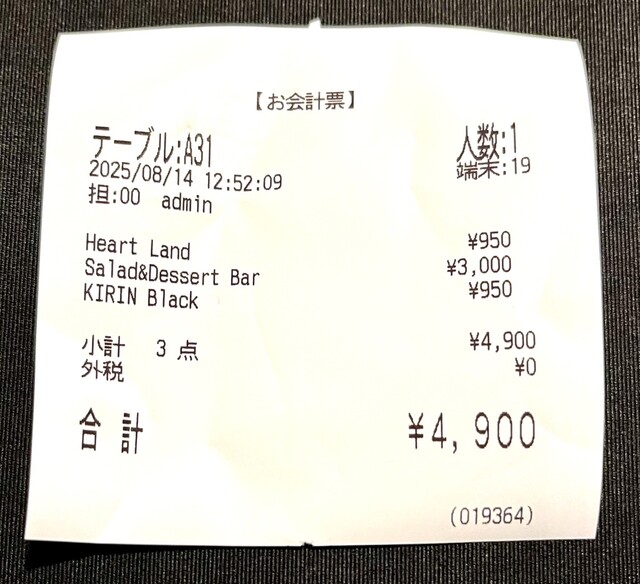 【お会計票】
テーブル:A31 人数:1
2025/08/14 12:52:09 端末:19
担:00 admin
Heart Land ¥950
Salad&Dessert Bar ¥3,000
KIRIN Black ¥950
小計 3 点 ¥4,900
外税 ¥0
合計 ¥4,900
(019364)